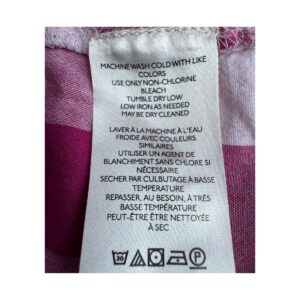 MACHINE WASH COLD WITH LIKE
COLORS
USE ONLY NON-CHLORINE
BLEACH
TUMBLE DRY LOW
LOW IRON AS NEEDED
MAY BE DRY CLEANED
LAVER À LA MACHINE À L'EAU
FROIDE AVEC COULEURS
SIMILAIRES
UTILISER UN AGENT DE
BLANCHIMENT SANS CHLORE SI
NÉCESSAIRE
SECHER PAR CULBUTAGE À BASSE
TEMPERATURE
REPASSER, AU BESOIN, À TRÈS
BASSE TEMPÉRATURE
PEUT-ÊTRE ÊTRE NETTOYÉE
À SEC